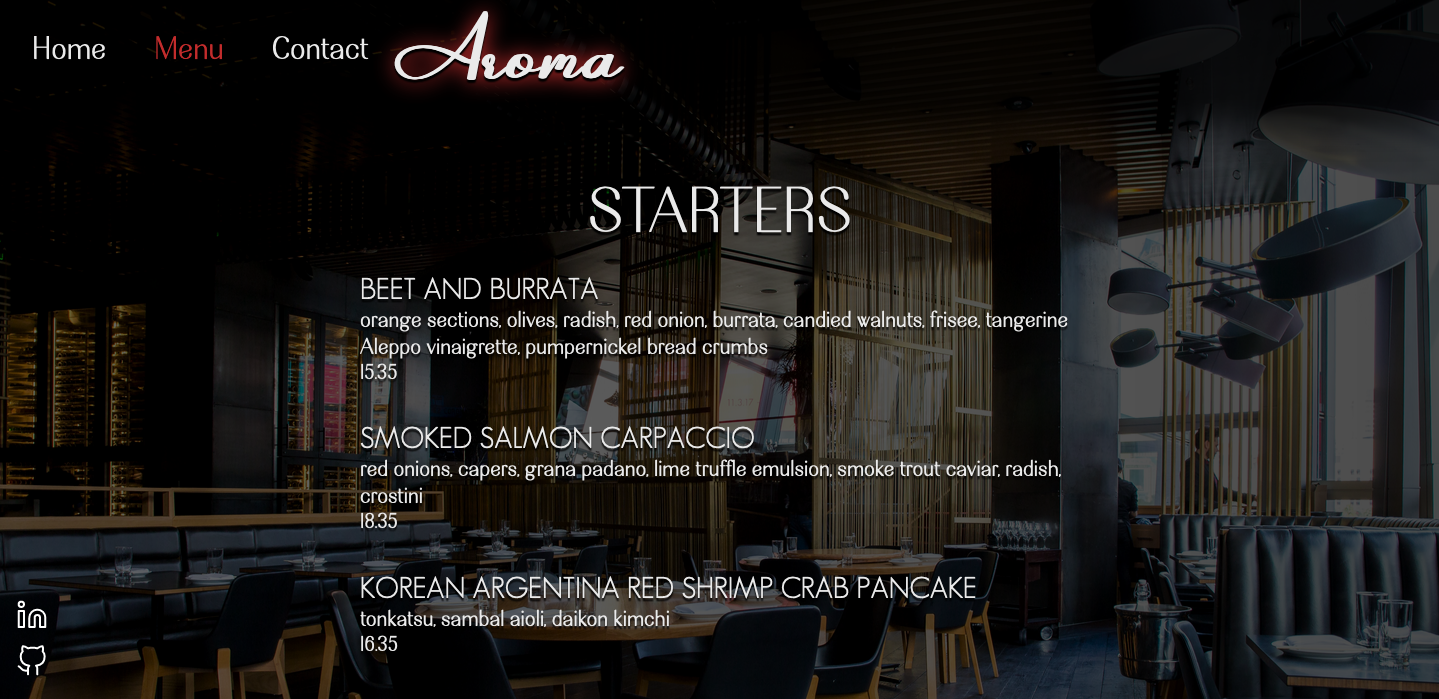 Home Menu Contact Aroma
STARTERS
BEET AND BURRATA
orange sections, olives, radish, red onion, burrata, candied walnuts, frisee, tangerine
Aleppo vinaigrette, pumpernickel bread crumbs
15.35
SMOKED SALMON CARPACCIO
red onions, capers, grana padano, lime truffle emulsion, smoke trout caviar, radish,
crostini
18.35
KOREAN ARGENTINA RED SHRIMP CRAB PANCAKE
tonkatsu, sambal aioli, daikon kimchi
16.35
in